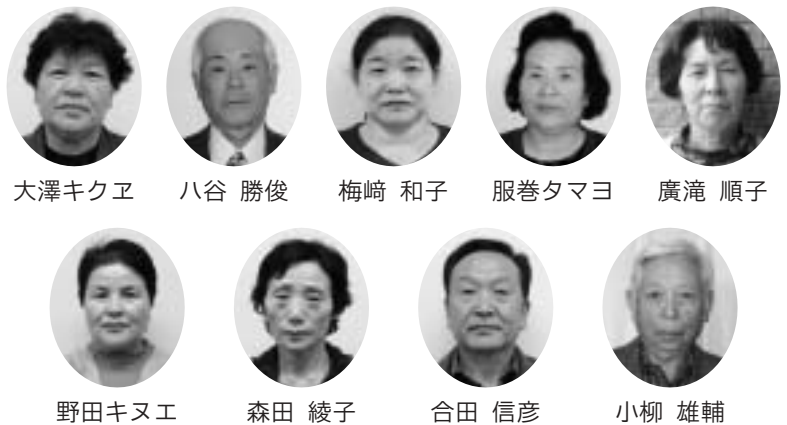 大澤キクヱ 八谷 勝俊 梅﨑 和子 服巻タマヨ 廣滝 順子
野田キヌエ 森田 綾子 合田 信彦 小柳 雄輔